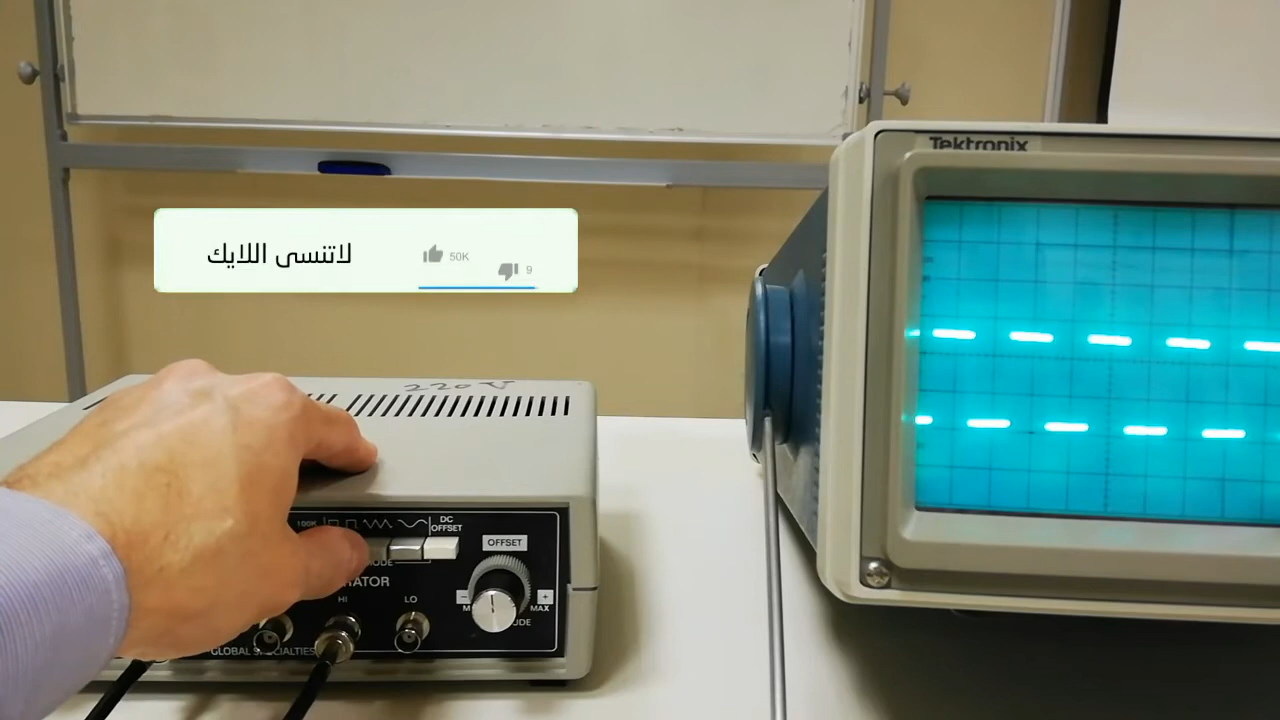 Tektronix
لاتنسى اللايك
50K
9
220 V
100K
DC
OFFSET
OFFSET
MODE
HI
LO
MAX
GLOBAL SPECIALTIES